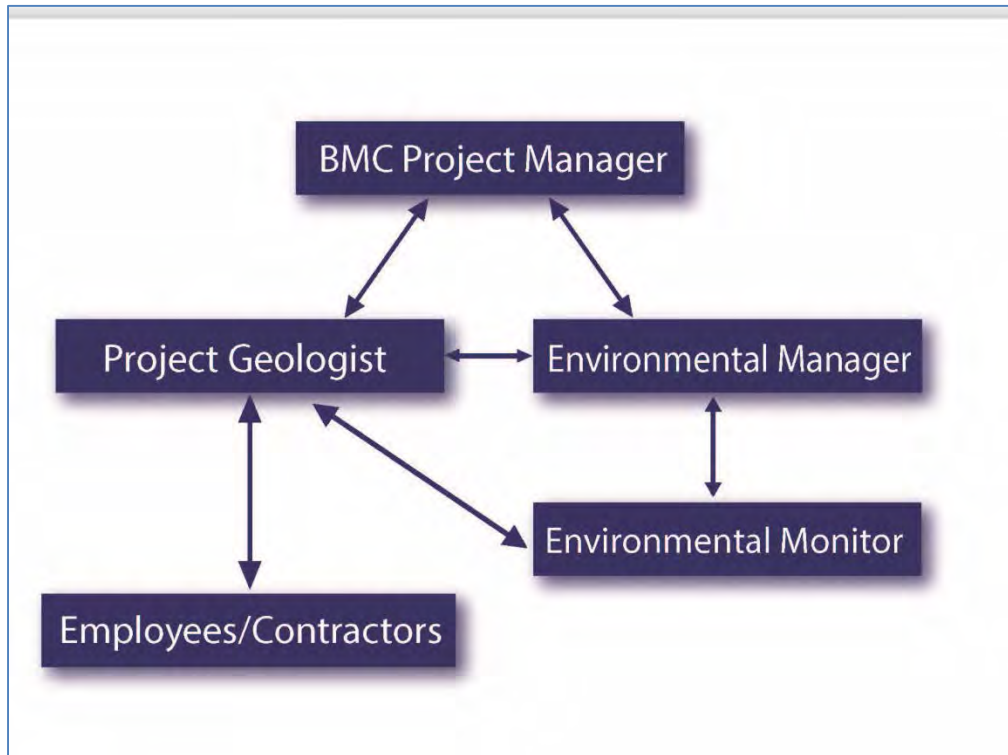 BMC Project Manager
Project Geologist
Environmental Manager
Environmental Monitor
Employees/Contractors